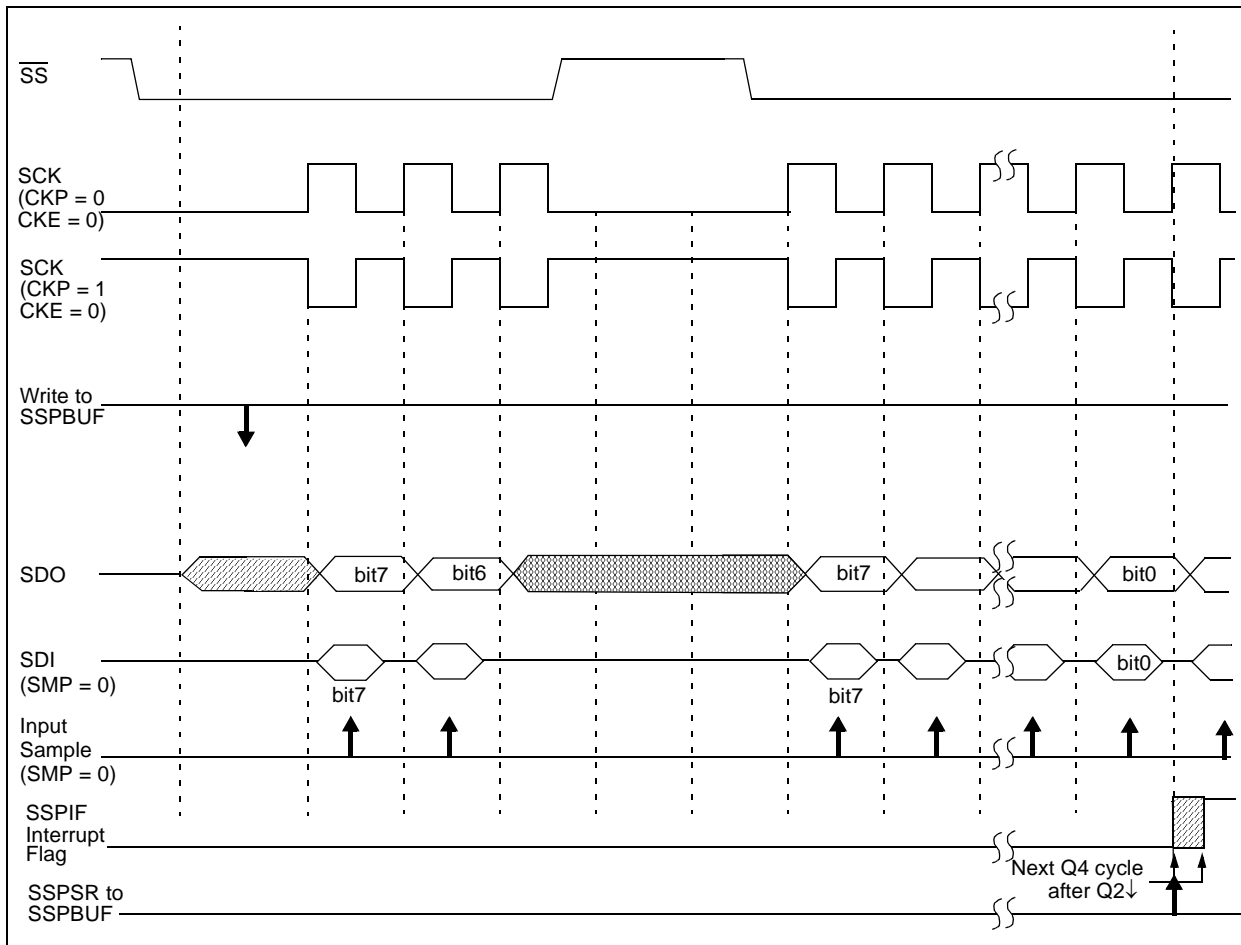 SS
SCK
(CKP = 0
CKE = 0)
SCK
(CKP = 1
CKE = 0)
Write to
SSPBUF
SDO
bit7
bit6
bit7
bit0
SDI
(SMP = 0)
bit7
bit7
bit0
Input
Sample
(SMP = 0)
SSPIF
Interrupt
Flag
Next Q4 cycle
after Q2↓
SSPSR to
SSPBUF